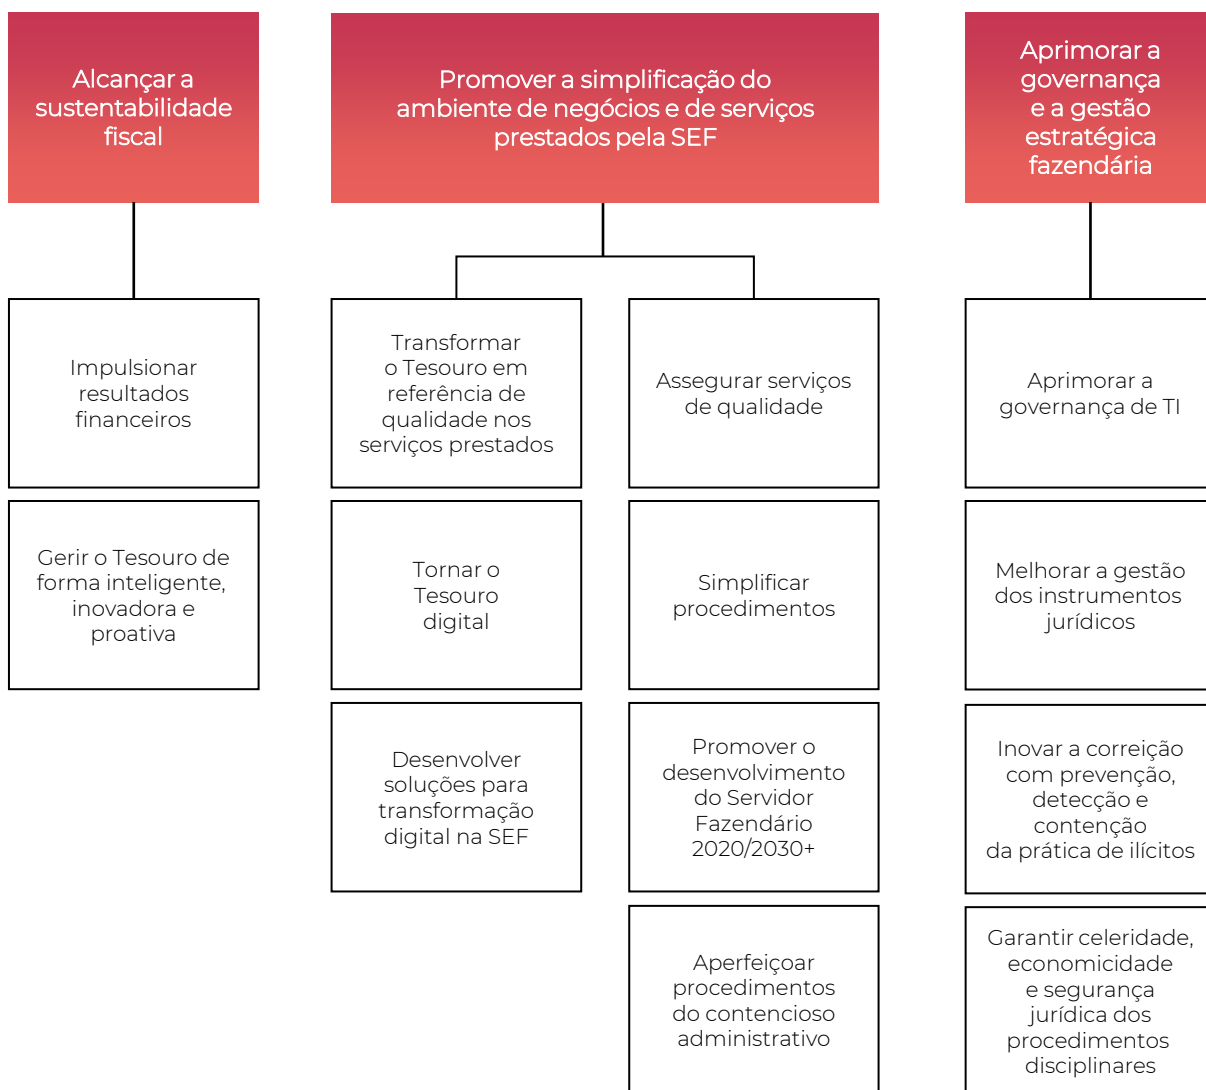 Alcançar a
sustentabilidade
fiscal
Promover a simplificação do
ambiente de negócios e de serviços
prestados pela SEF
Aprimorar a
governança
e a gestão
estratégica
fazendária
Impulsionar
resultados
financeiros
Gerir o Tesouro de
forma inteligente,
inovadora e
proativa
Transformar
o Tesouro em
referência de
qualidade nos
serviços prestados
Tornar o
Tesouro
digital
Desenvolver
soluções para
transformação
digital na SEF
Assegurar serviços
de qualidade
Simplificar
procedimentos
Promover o
desenvolvimento
do Servidor
Fazendário
2020/2030+
Aperfeiçoar
procedimentos
do contencioso
administrativo
Aprimorar a
governança de TI
Melhorar a gestão
dos instrumentos
jurídicos
Inovar a correição
com prevenção,
detecção e
contenção
da prática de ilícitos
Garantir celeridade,
economicidade
e segurança
jurídica dos
procedimentos
disciplinares